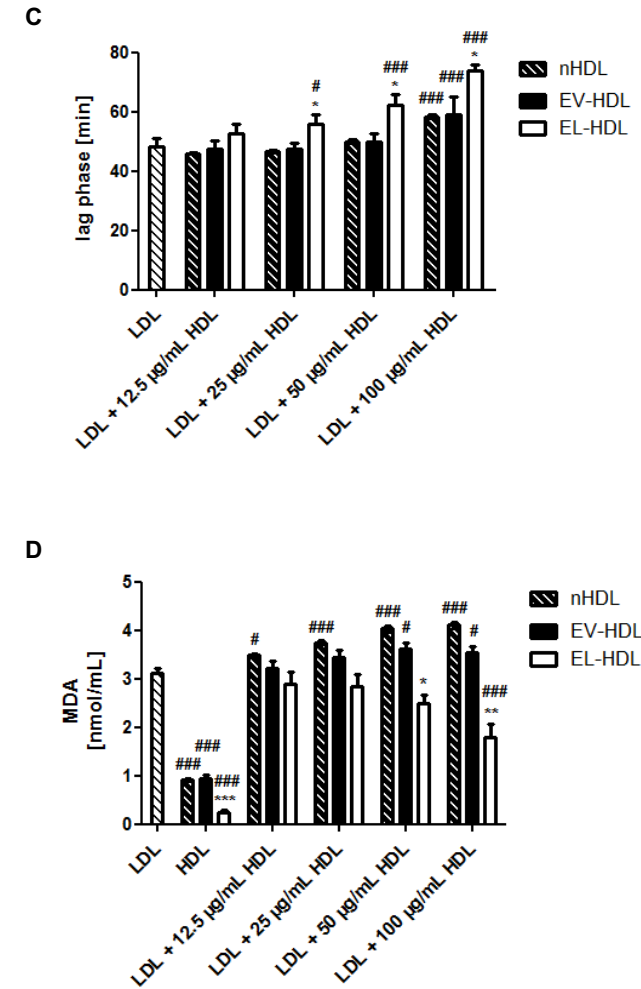 C
80
60
40
20
0
lag phase [min]
#
*
###
*
###
###
###
*
nHDL
EV-HDL
EL-HDL
LDL
LDL + 12.5 µg/mL HDL
LDL + 25 µg/mL HDL
LDL + 50 µg/mL HDL
LDL + 100 µg/mL HDL
D
5
4
3
2
1
0
MDA
[nmol/mL]
###
###
###
***
#
###
###
#
*
###
#
###
**
nHDL
EV-HDL
EL-HDL
LDL
HDL
LDL + 12.5 µg/mL HDL
LDL + 25 µg/mL HDL
LDL + 50 µg/mL HDL
LDL + 100 µg/mL HDL